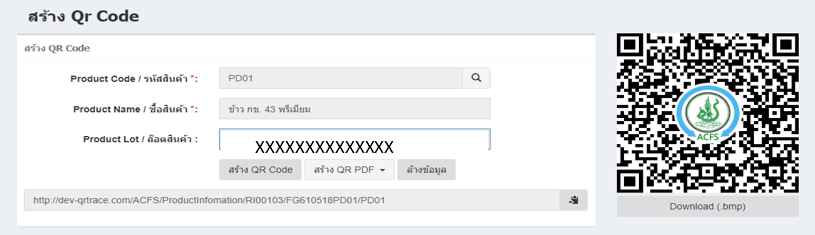 สร้าง Qr Code
สร้าง QR Code
Product Code / รหัสสินค้า *: PD01
Product Name / ชื่อสินค้า *: ข้าว กข. 43 พรีเมียม
Product Lot / ล๊อตสินค้า : XXXXXXXXXXXXXX
สร้าง QR Code สร้าง QR PDF ล้างข้อมูล
http://dev-qrtrace.com/ACFS/ProductInfomation/RI00103/FG610518PD01/PD01
ACFS
Download (.bmp)